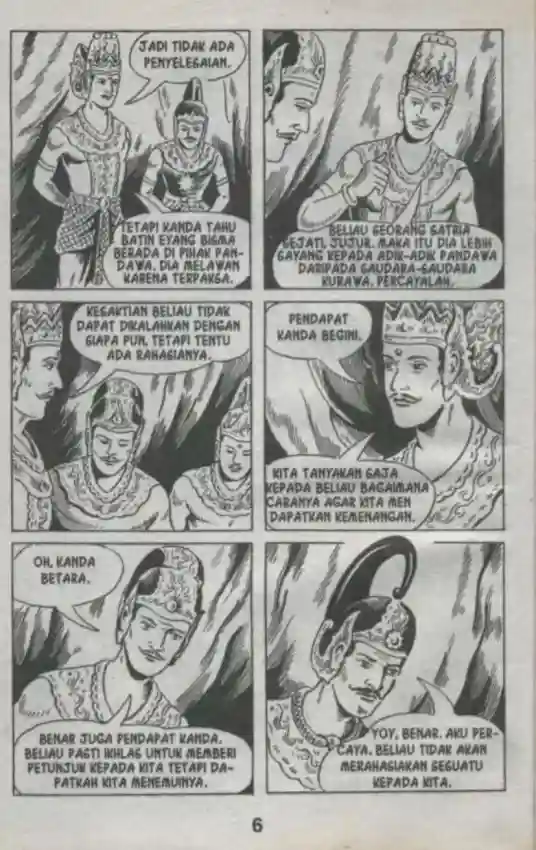 JADI TIDAK ADA
PENYELESAIAN.
TETAPI KANDA TAHU
BATIN EYANG BISMA
BERADA DI PIHAK PAN-
DAWA. DIA MELAWAN
KARENA TERPAKSA.
BELIAU SEORANG SATRIA
SEJATI, JUJUR. MAKA ITU DIA LEBIH
SAYANG KEPADA ADIK-ADIK PANDAWA
DARIPADA SAUDARA-SAUDARA
KURAWA. PERCAYALAH.
KESAKTIAN BELIAU TIDAK
DAPAT DIKALAHKAN DENGAN
SIAPA PUN. TETAPI TENTU
ADA RAHASIANYA.
PENDAPAT
KANDA BEGINI.
KITA TANYAKAN SAJA
KEPADA BELIAU BAGAIMANA
CARANYA AGAR KITA MEN
DAPATKAN KEMENANGAN.
OH, KANDA
BETARA.
BENAR JUGA PENDAPAT KANDA.
BELIAU PASTI IKHLAS UNTUK MEMBERI
PETUNJUK KEPADA KITA TETAPI DA-
PATKAH KITA MENEMUINYA.
YOY, BENAR. AKU PER-
CAYA. BELIAU TIDAK AKAN
MERAHASIAKAN SESUATU
KEPADA KITA.
6